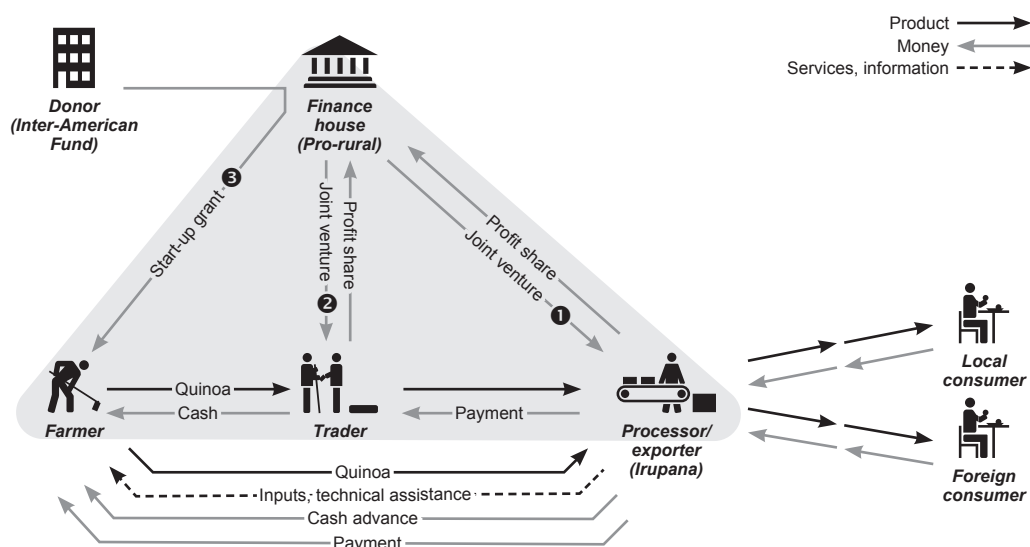 Product
Money
Services, information
Donor
(Inter-American
Fund)
Finance
house
(Pro-rural)
Start-up grant
3
Joint venture
2
Profit share
Profit share
Joint venture
1
Quinoa
Cash
Payment
Farmer
Trader
Processor/
exporter
(Irupana)
Local
consumer
Foreign
consumer
Quinoa
Inputs, technical assistance
Cash advance
Payment